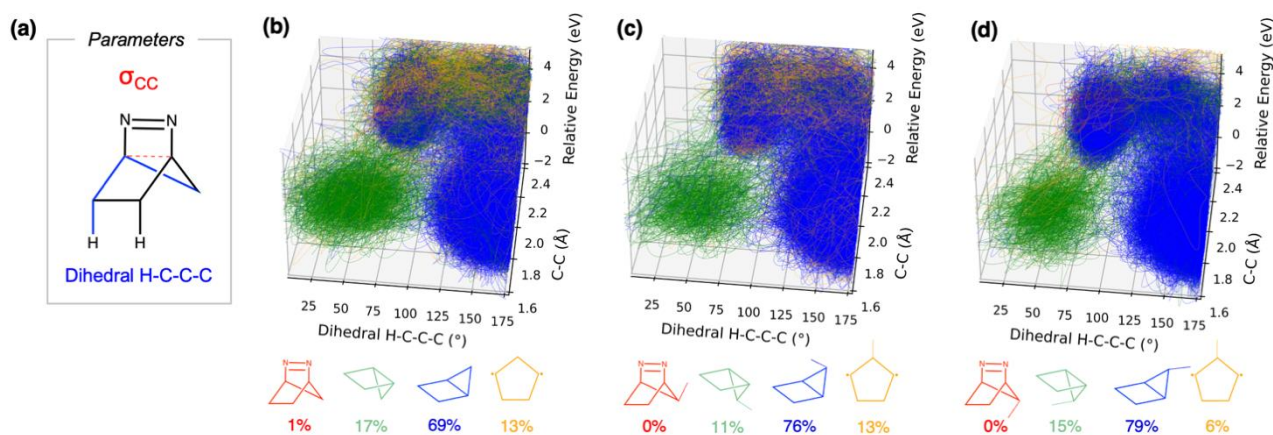 (a)
Parameters
σCC
N N
H H
Dihedral H-C-C-C
(b)
4
2
0
−2
Relative Energy (eV)
2.4
2.2
2.0
1.8
1.6
C-C (Å)
25 50 75 100 125 150 175
Dihedral H-C-C-C (°)
N N
1% 17% 69% 13%
(c)
4
2
0
−2
Relative Energy (eV)
2.4
2.2
2.0
1.8
1.6
C-C (Å)
25 50 75 100 125 150 175
Dihedral H-C-C-C (°)
N N
0% 11% 76% 13%
(d)
4
2
0
−2
Relative Energy (eV)
2.4
2.2
2.0
1.8
1.6
C-C (Å)
25 50 75 100 125 150 175
Dihedral H-C-C-C (°)
N N
0% 15% 79% 6%